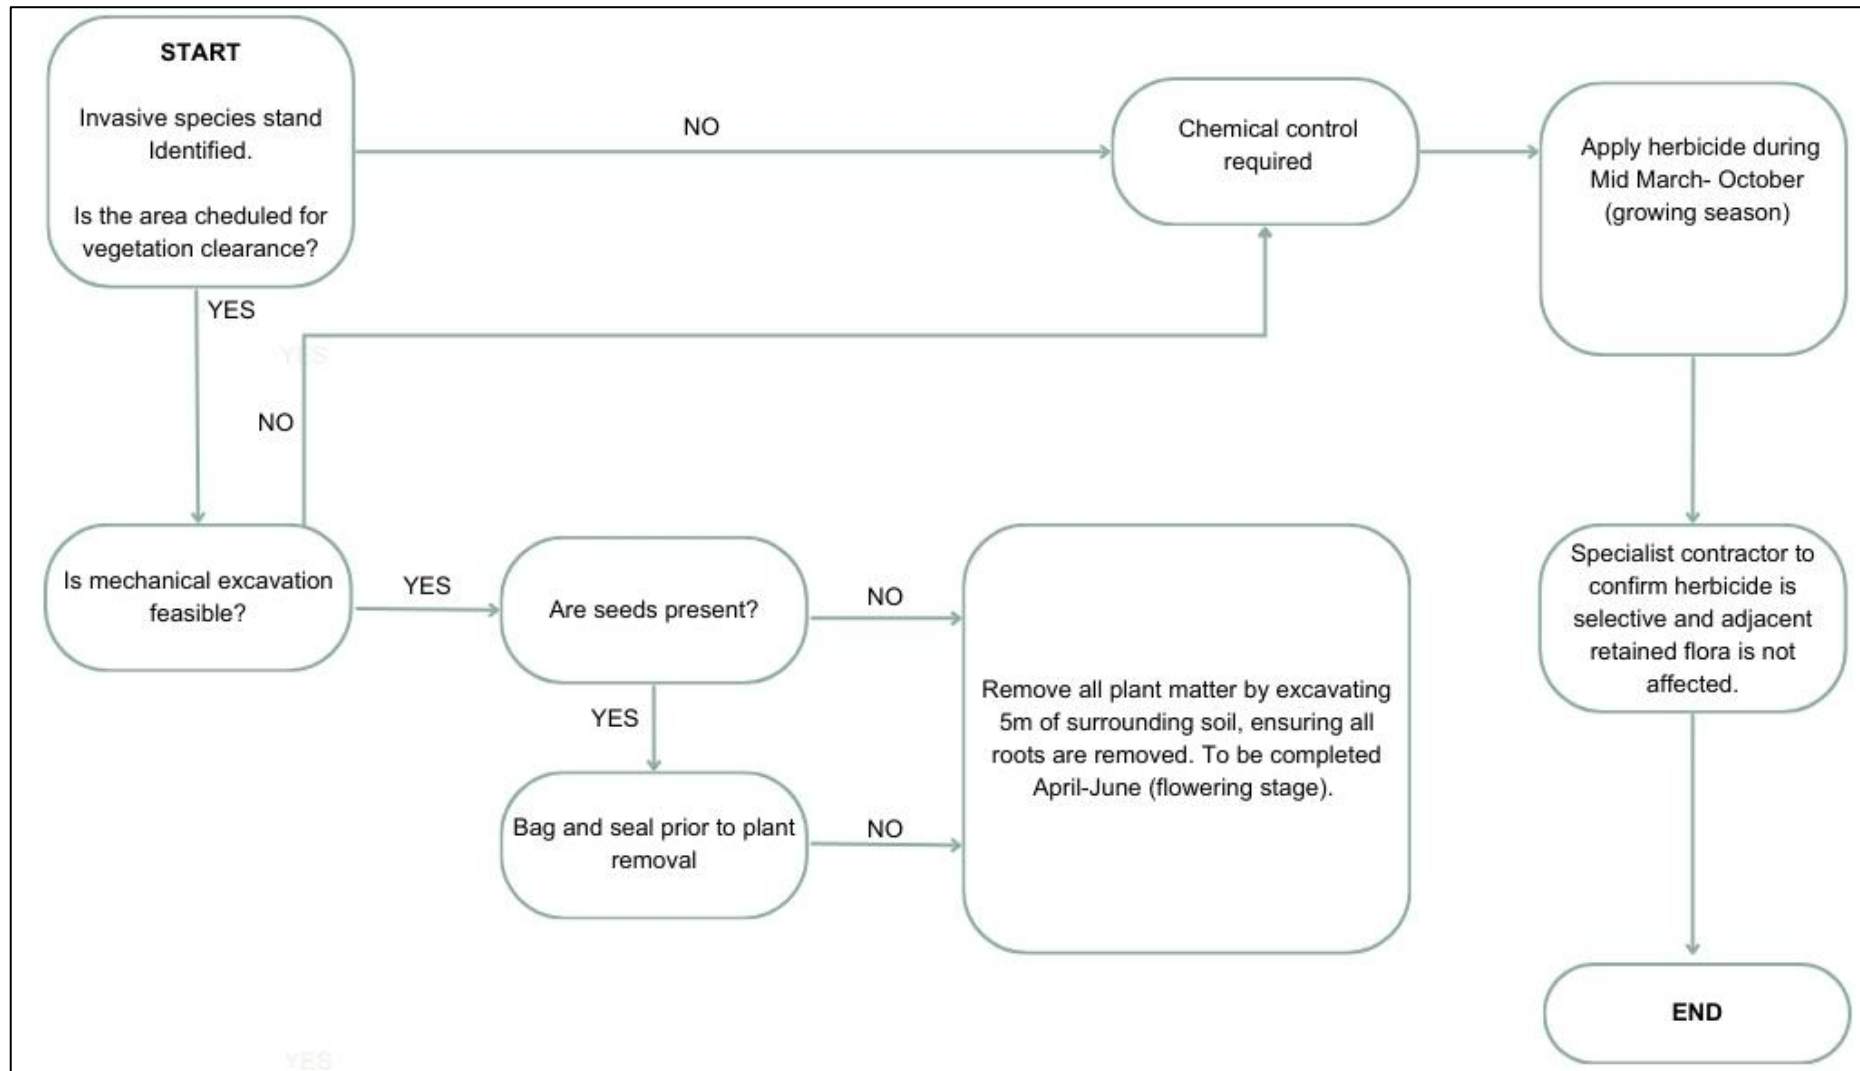 START
Invasive species stand
Identified.
Is the area cheduled for
vegetation clearance?
NO
Chemical control
required
Apply herbicide during
Mid March- October
(growing season)
YES
YES
NO
Is mechanical excavation
feasible?
YES
Are seeds present?
NO
YES
Bag and seal prior to plant
removal
NO
Remove all plant matter by excavating
5m of surrounding soil, ensuring all
roots are removed. To be completed
April-June (flowering stage).
Specialist contractor to
confirm herbicide is
selective and adjacent
retained flora is not
affected.
END
YES